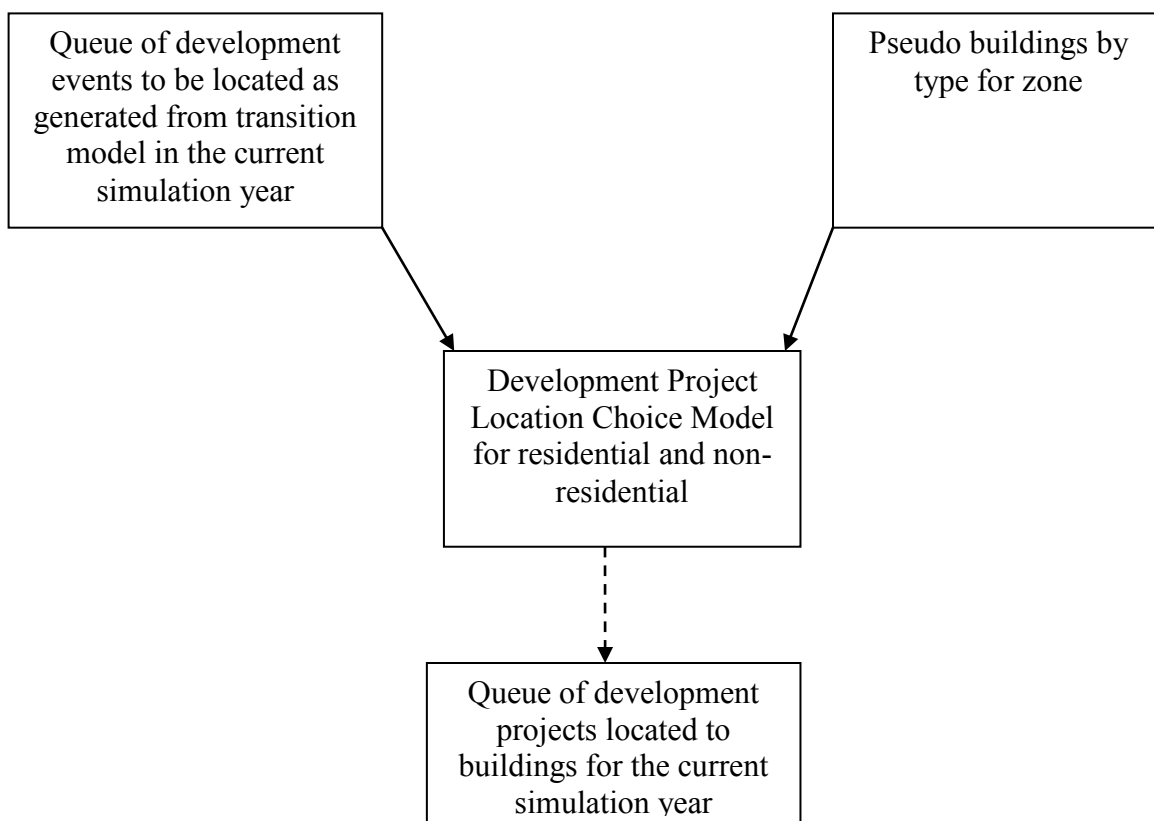 Queue of development
events to be located as
generated from transition
model in the current
simulation year
Pseudo buildings by
type for zone
Development Project
Location Choice Model
for residential and non-
residential
Queue of development
projects located to
buildings for the current
simulation year